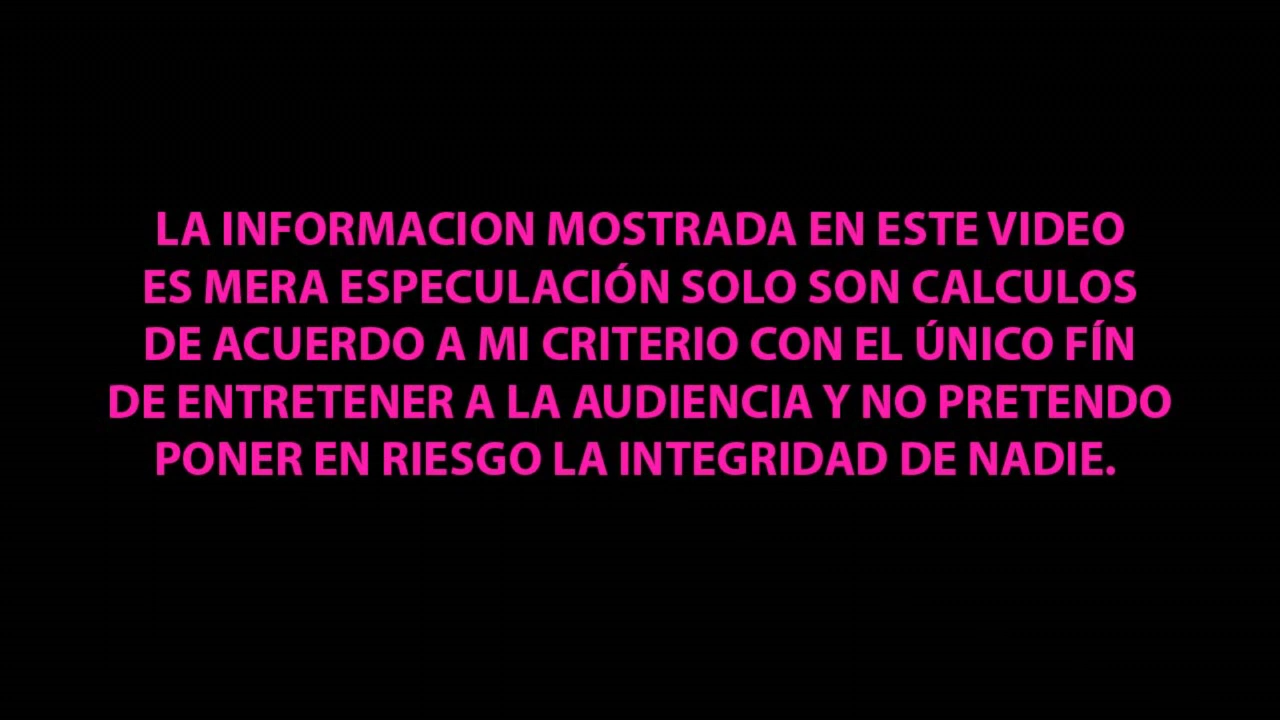 LA INFORMACION MOSTRADA EN ESTE VIDEO
ES MERA ESPECULACIÓN SOLO SON CALCULOS
DE ACUERDO A MI CRITERIO CON EL ÚNICO FÍN
DE ENTRETENER A LA AUDIENCIA Y NO PRETENDO
PONER EN RIESGO LA INTEGRIDAD DE NADIE.